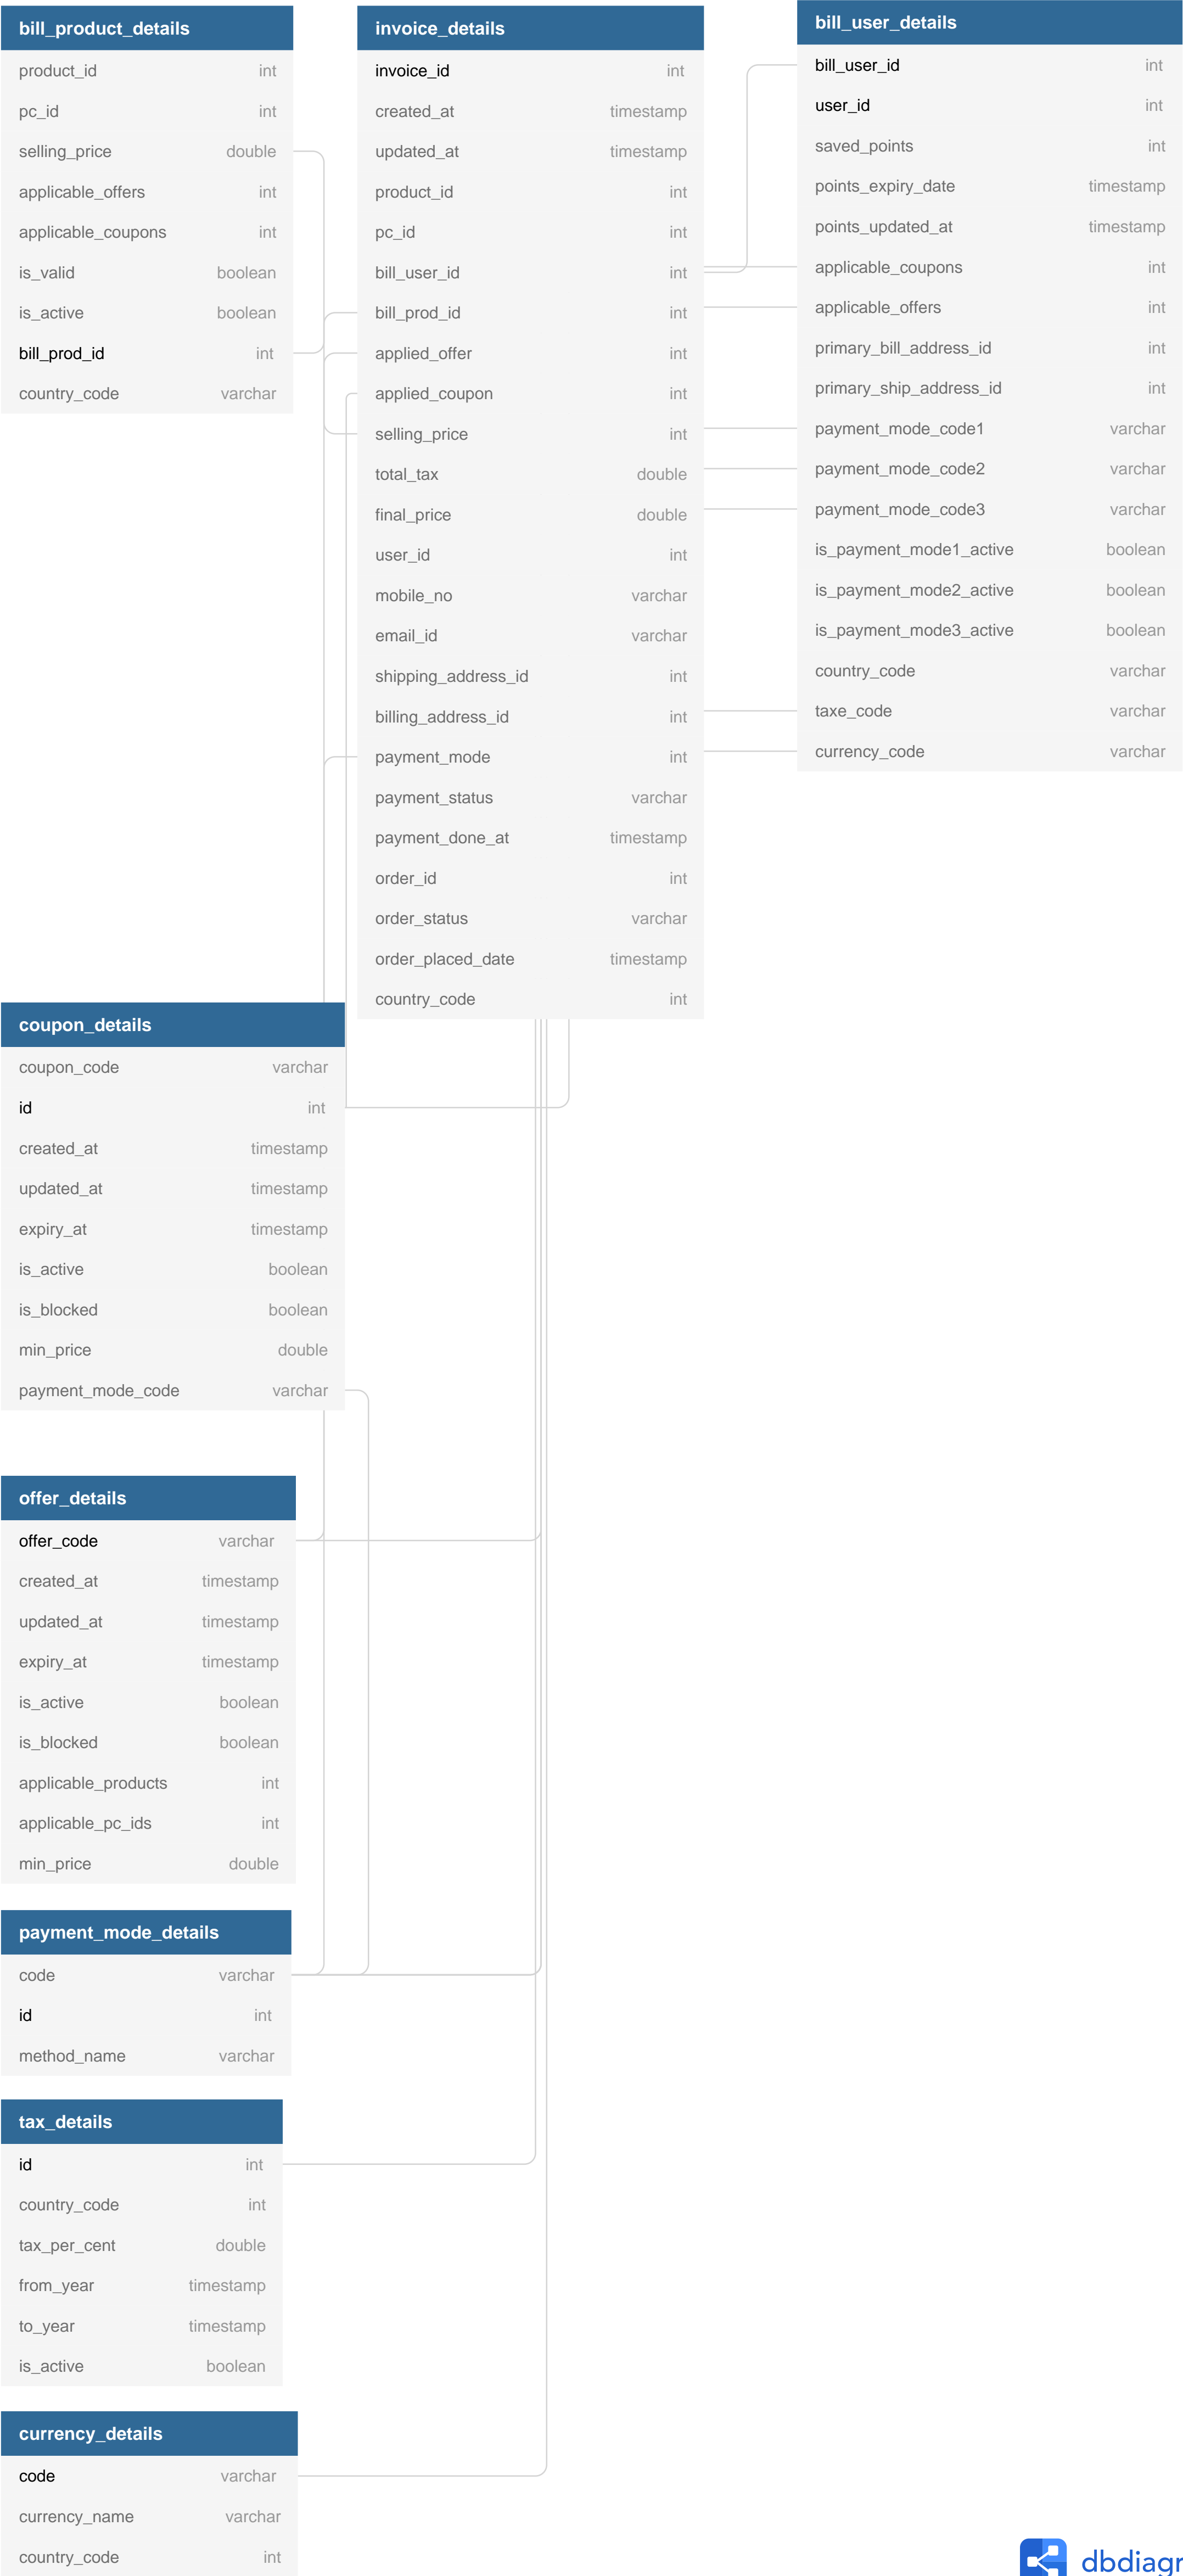 bill_product_details
product_id int
pc_id int
selling_price double
applicable_offers int
applicable_coupons int
is_valid boolean
is_active boolean
bill_prod_id int
country_code varchar
invoice_details
invoice_id int
created_at timestamp
updated_at timestamp
product_id int
pc_id int
bill_user_id int
bill_prod_id int
applied_offer int
applied_coupon int
selling_price int
total_tax double
final_price double
user_id int
mobile_no varchar
email_id varchar
shipping_address_id int
billing_address_id int
payment_mode int
payment_status varchar
payment_done_at timestamp
order_id int
order_status varchar
order_placed_date timestamp
country_code int
bill_user_details
bill_user_id int
user_id int
saved_points int
points_expiry_date timestamp
points_updated_at timestamp
applicable_coupons int
applicable_offers int
primary_bill_address_id int
primary_ship_address_id int
payment_mode_code1 varchar
payment_mode_code2 varchar
payment_mode_code3 varchar
is_payment_mode1_active boolean
is_payment_mode2_active boolean
is_payment_mode3_active boolean
country_code varchar
taxe_code varchar
currency_code varchar
coupon_details
coupon_code varchar
id int
created_at timestamp
updated_at timestamp
expiry_at timestamp
is_active boolean
is_blocked boolean
min_price double
payment_mode_code varchar
offer_details
offer_code varchar
created_at timestamp
updated_at timestamp
expiry_at timestamp
is_active boolean
is_blocked boolean
applicable_products int
applicable_pc_ids int
min_price double
payment_mode_details
code varchar
id int
method_name varchar
tax_details
id int
country_code int
tax_per_cent double
from_year timestamp
to_year timestamp
is_active boolean
currency_details
code varchar
currency_name varchar
country_code int
dbdiagr